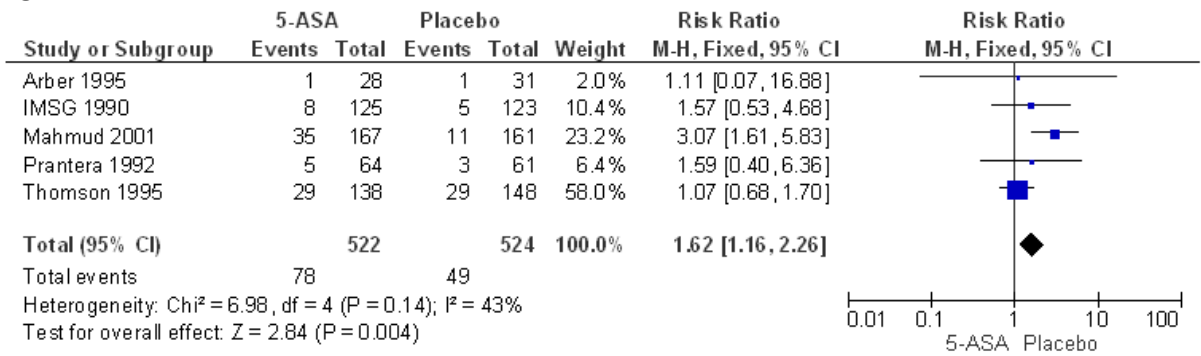 5-ASA Placebo Risk Ratio Risk Ratio
Study or Subgroup Events Total Events Total Weight M-H, Fixed, 95% CI M-H, Fixed, 95% CI
Arber 1995 1 28 1 31 2.0% 1.11 [0.07, 16.88]
IMSG 1990 8 125 5 123 10.4% 1.57 [0.53, 4.68]
Mahmud 2001 35 167 11 161 23.2% 3.07 [1.61, 5.83]
Prantera 1992 5 64 3 61 6.4% 1.59 [0.40, 6.36]
Thomson 1995 29 138 29 148 58.0% 1.07 [0.68, 1.70]
Total (95% CI) 522 524 100.0% 1.62 [1.16, 2.26]
Total events 78 49
Heterogeneity: Chi² = 6.98, df = 4 (P = 0.14); I² = 43%
Test for overall effect: Z = 2.84 (P = 0.004)
0.01 0.1 1 10 100
5-ASA Placebo